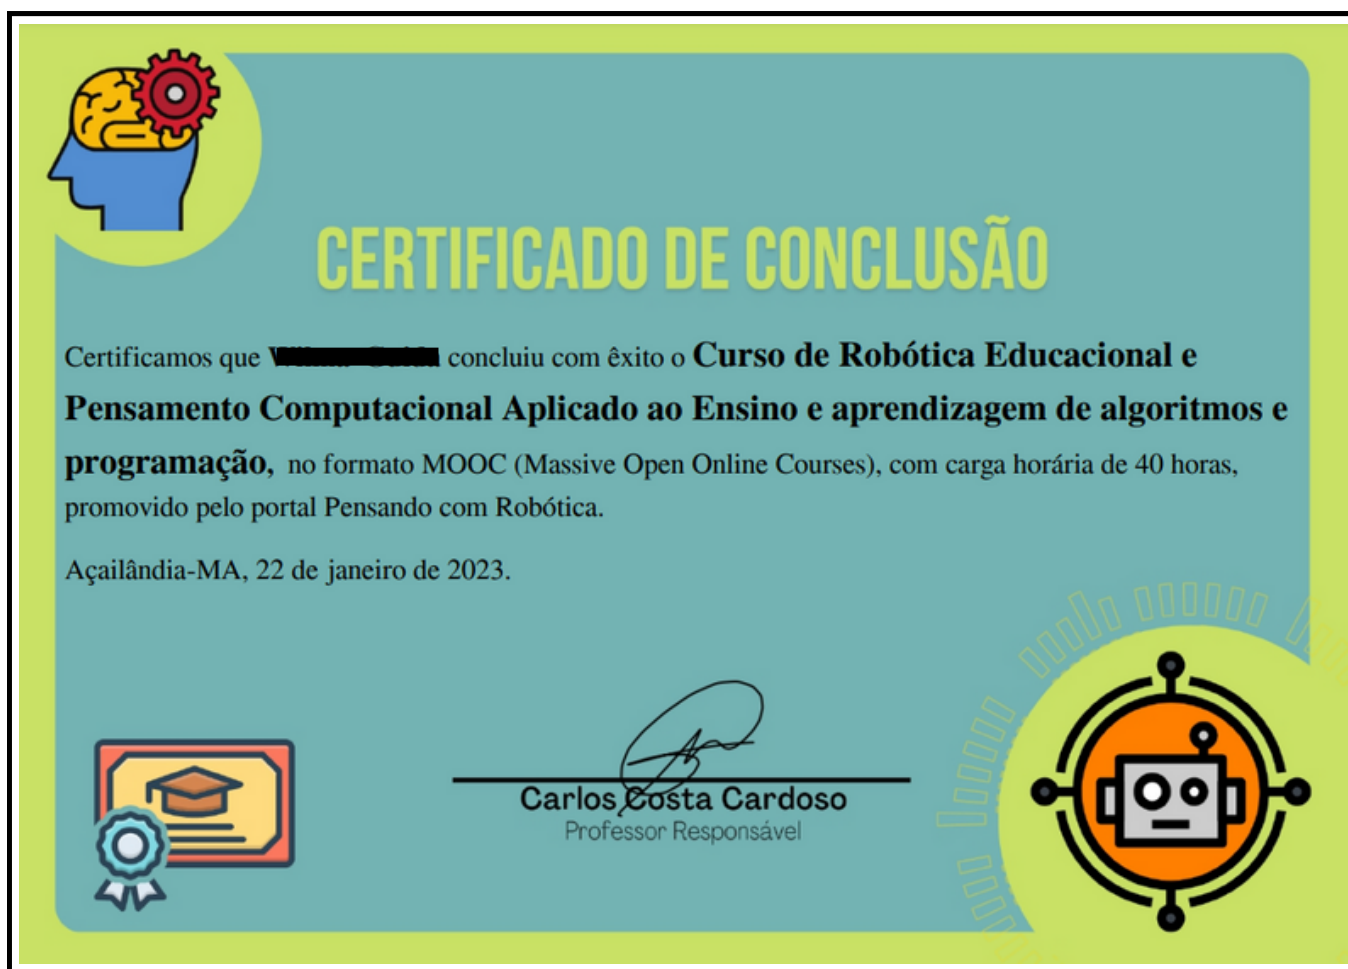 CERTIFICADO DE CONCLUSÃO
Certificamos que concluiu com êxito o Curso de Robótica Educacional e
Pensamento Computacional Aplicado ao Ensino e aprendizagem de algoritmos e
programação, no formato MOOC (Massive Open Online Courses), com carga horária de 40 horas,
promovido pelo portal Pensando com Robótica.
Açailândia-MA, 22 de janeiro de 2023.
Carlos Costa Cardoso
Professor Responsável